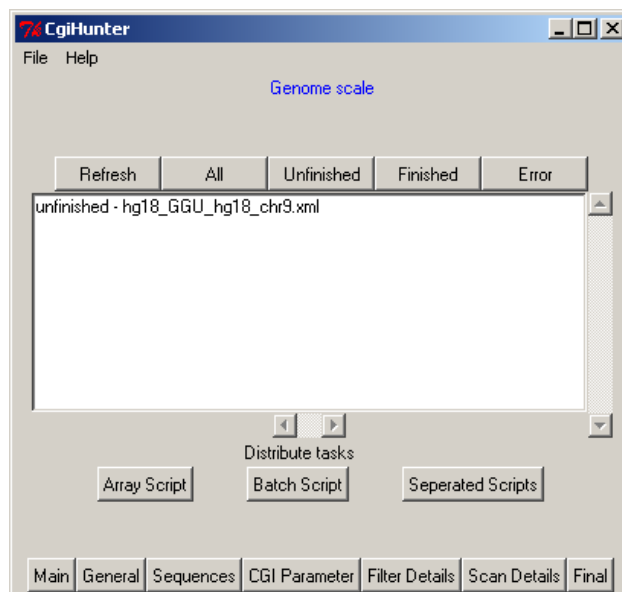 CgiHunter
File Help
Genome scale
Refresh All Unfinished Finished Error
unfinished - hg18_GGU_hg18_chr9.xml
Distribute tasks
Array Script Batch Script Seperated Scripts
Main General Sequences CGI Parameter Filter Details Scan Details Final